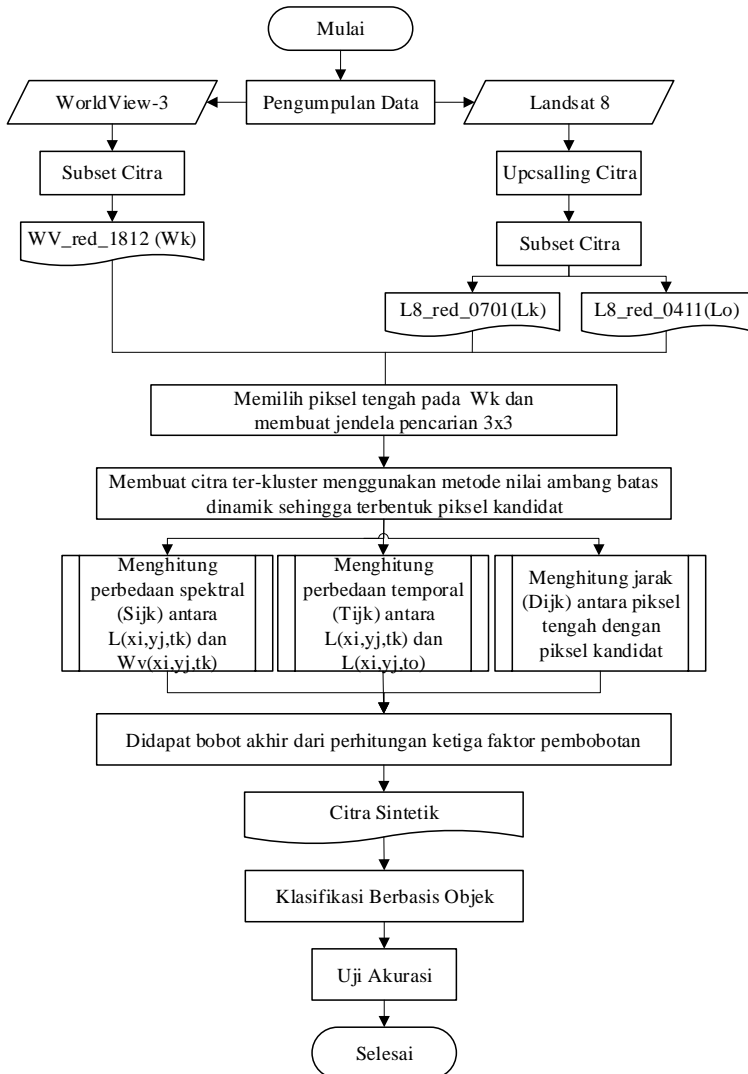 Mulai
WorldView-3
Pengumpulan Data
Landsat 8
Subset Citra
Upcsalling Citra
WV_red_1812 (Wk)
Subset Citra
L8_red_0701(Lk)
L8_red_0411(Lo)
Memilih piksel tengah pada Wk dan
membuat jendela pencarian 3x3
Membuat citra ter-kluster menggunakan metode nilai ambang batas
dinamik sehingga terbentuk piksel kandidat
Menghitung
perbedaan spektral
(Sijk) antara
L(xi,yj,tk) dan
Wv(xi,yj,tk)
Menghitung
perbedaan temporal
(Tijk) antara
L(xi,yj,tk) dan
L(xi,yj,to)
Menghitung jarak
(Dijk) antara piksel
tengah dengan
piksel kandidat
Didapat bobot akhir dari perhitungan ketiga faktor pembobotan
Citra Sintetik
Klasifikasi Berbasis Objek
Uji Akurasi
Selesai